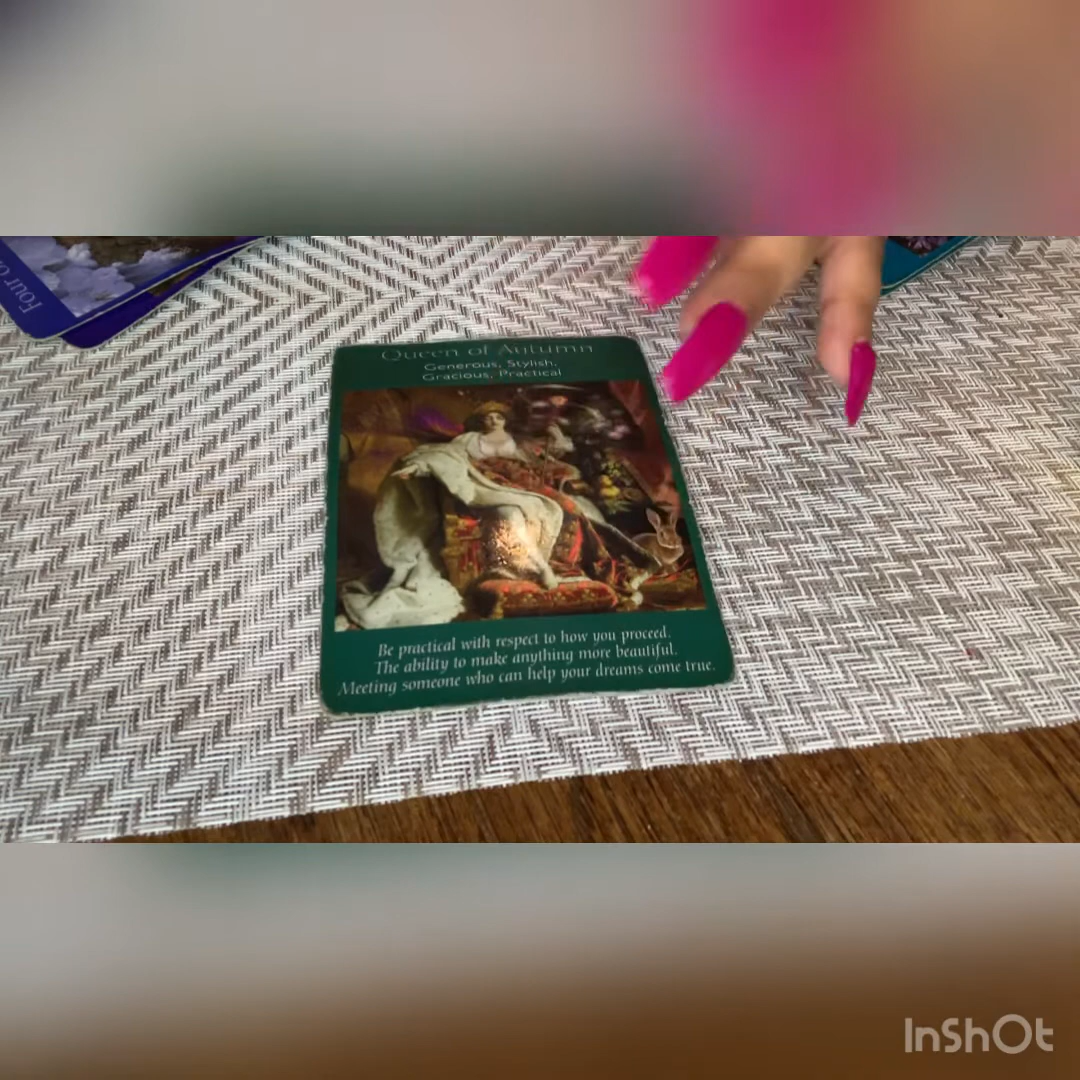 Four of
Queen of Autumn
Generous, Stylish,
Gracious, Practical
Be practical with respect to how you proceed.
The ability to make anything more beautiful.
Meeting someone who can help your dreams come true.
InShOt